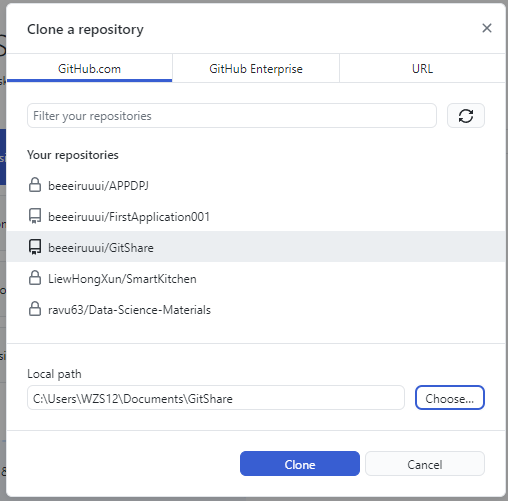 Clone a repository
GitHub.com
GitHub Enterprise
URL
Filter your repositories
Your repositories
beeeiruuui/APPDPJ
beeeiruuui/FirstApplication001
beeeiruuui/GitShare
LiewHongXun/SmartKitchen
ravu63/Data-Science-Materials
Local path
C:\Users\WZS12\Documents\GitShare
Choose...
Clone
Cancel